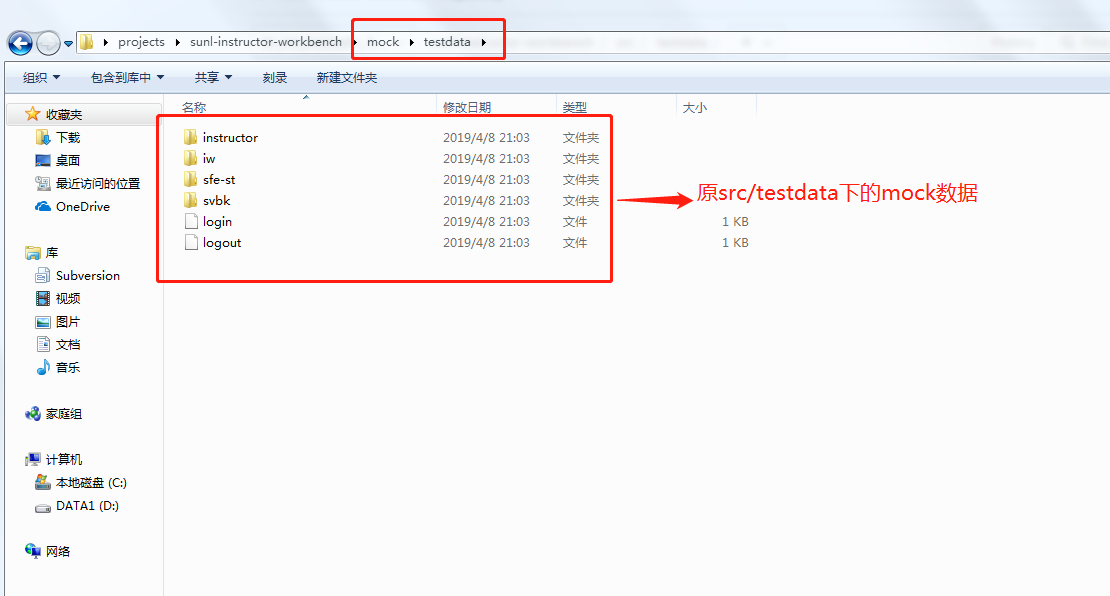 projects sunl-instructor-workbench mock testdata
组织 包含到库中 共享 刻录 新建文件夹
收藏夹
下载
桌面
最近访问的位置
OneDrive
库
Subversion
视频
图片
文档
音乐
家庭组
计算机
本地磁盘 (C:)
DATA1 (D:)
网络
名称 修改日期 类型 大小
instructor 2019/4/8 21:03 文件夹
iw 2019/4/8 21:03 文件夹
sfe-st 2019/4/8 21:03 文件夹
svbk 2019/4/8 21:03 文件夹
login 2019/4/8 21:03 文件 1 KB
logout 2019/4/8 21:03 文件 1 KB
原src/testdata下的mock数据